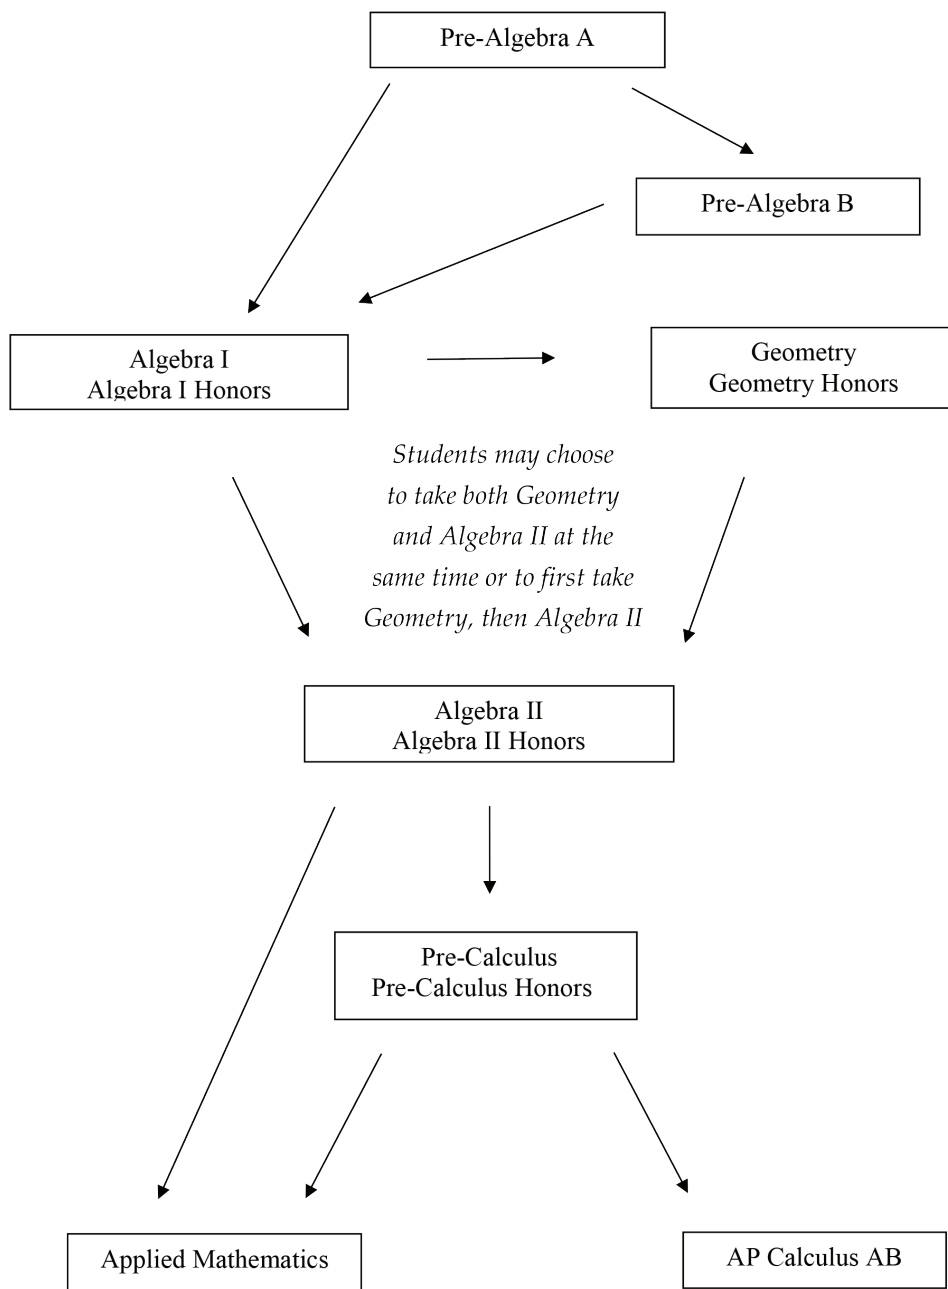 Pre-Algebra A
Pre-Algebra B
Algebra I
Algebra I Honors
Geometry
Geometry Honors
Students may choose
to take both Geometry
and Algebra II at the
same time or to first take
Geometry, then Algebra II
Algebra II
Algebra II Honors
Pre-Calculus
Pre-Calculus Honors
Applied Mathematics
AP Calculus AB